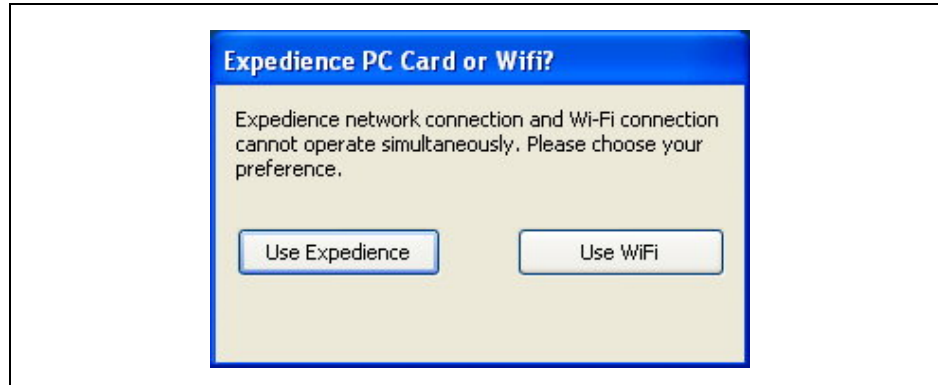 Expedience PC Card or Wifi?
Expedience network connection and Wi-Fi connection
cannot operate simultaneously. Please choose your
preference.
Use Expedience
Use WiFi